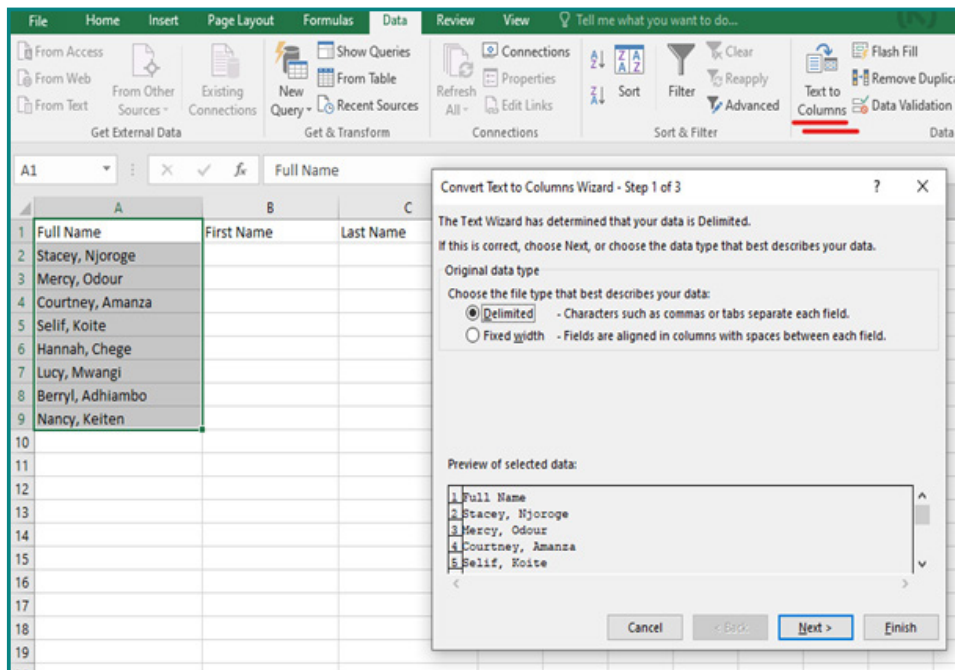 File Home Insert Page Layout Formulas Data Review View Tell me what you want to do...
From Access
From Web
From Text
From Other
Sources
Existing
Connections
Get External Data
New
Query
Show Queries
From Table
Recent Sources
Get & Transform
Refresh
All
Connections
Properties
Edit Links
Connections
Sort
Filter
Clear
Reapply
Advanced
Sort & Filter
Text to
Columns
Flash Fill
Remove Duplica
Data Validation
Data
A1 fx Full Name
A B C
1 Full Name First Name Last Name
2 Stacey, Njoroge
3 Mercy, Odour
4 Courtney, Amanza
5 Selif, Koite
6 Hannah, Chege
7 Lucy, Mwangi
8 Berryl, Adhiambo
9 Nancy, Keiten
10
11
12
13
14
15
16
17
18
19
Convert Text to Columns Wizard - Step 1 of 3 ? X
The Text Wizard has determined that your data is Delimited.
If this is correct, choose Next, or choose the data type that best describes your data.
Original data type
Choose the file type that best describes your data:
Delimited - Characters such as commas or tabs separate each field.
Fixed width - Fields are aligned in columns with spaces between each field.
Preview of selected data:
1 Full Name
2 Stacey, Njoroge
3 Mercy, Odour
4 Courtney, Amanza
5 Selif, Koite
Cancel < Back Next > Finish